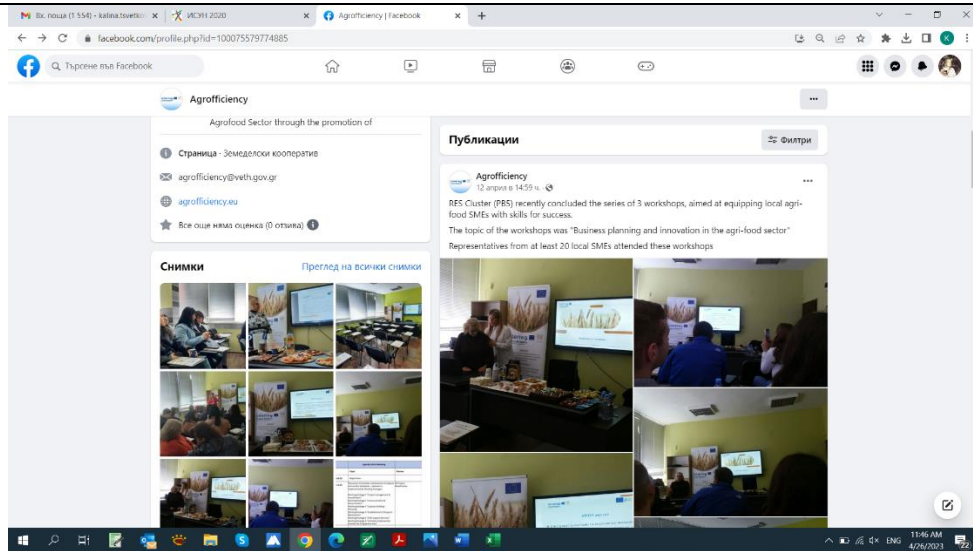 Вх. поща (1 554) - kalina.tsvetko
ИСУН 2020
Agrofficiency | Facebook
facebook.com/profile.php?id=100075579774885
K
Търсене във Facebook
Agrofficiency
Agrofood Sector through the promotion of
Страница · Земеделски кооператив
agrofficiency@veth.gov.gr
agrofficiency.eu
Все още няма оценка (0 отзива)
Снимки
Преглед на всички снимки
Публикации
Филтри
Agrofficiency
12 април в 14:59 ч. ·
RES Cluster (PB5) recently concluded the series of 3 workshops, aimed at equipping local agri-
food SMEs with skills for success.
The topic of the workshops was "Business planning and innovation in the agri-food sector"
Representatives from at least 20 local SMEs attended these workshops
ENG
11:46 AM
4/26/2023
22